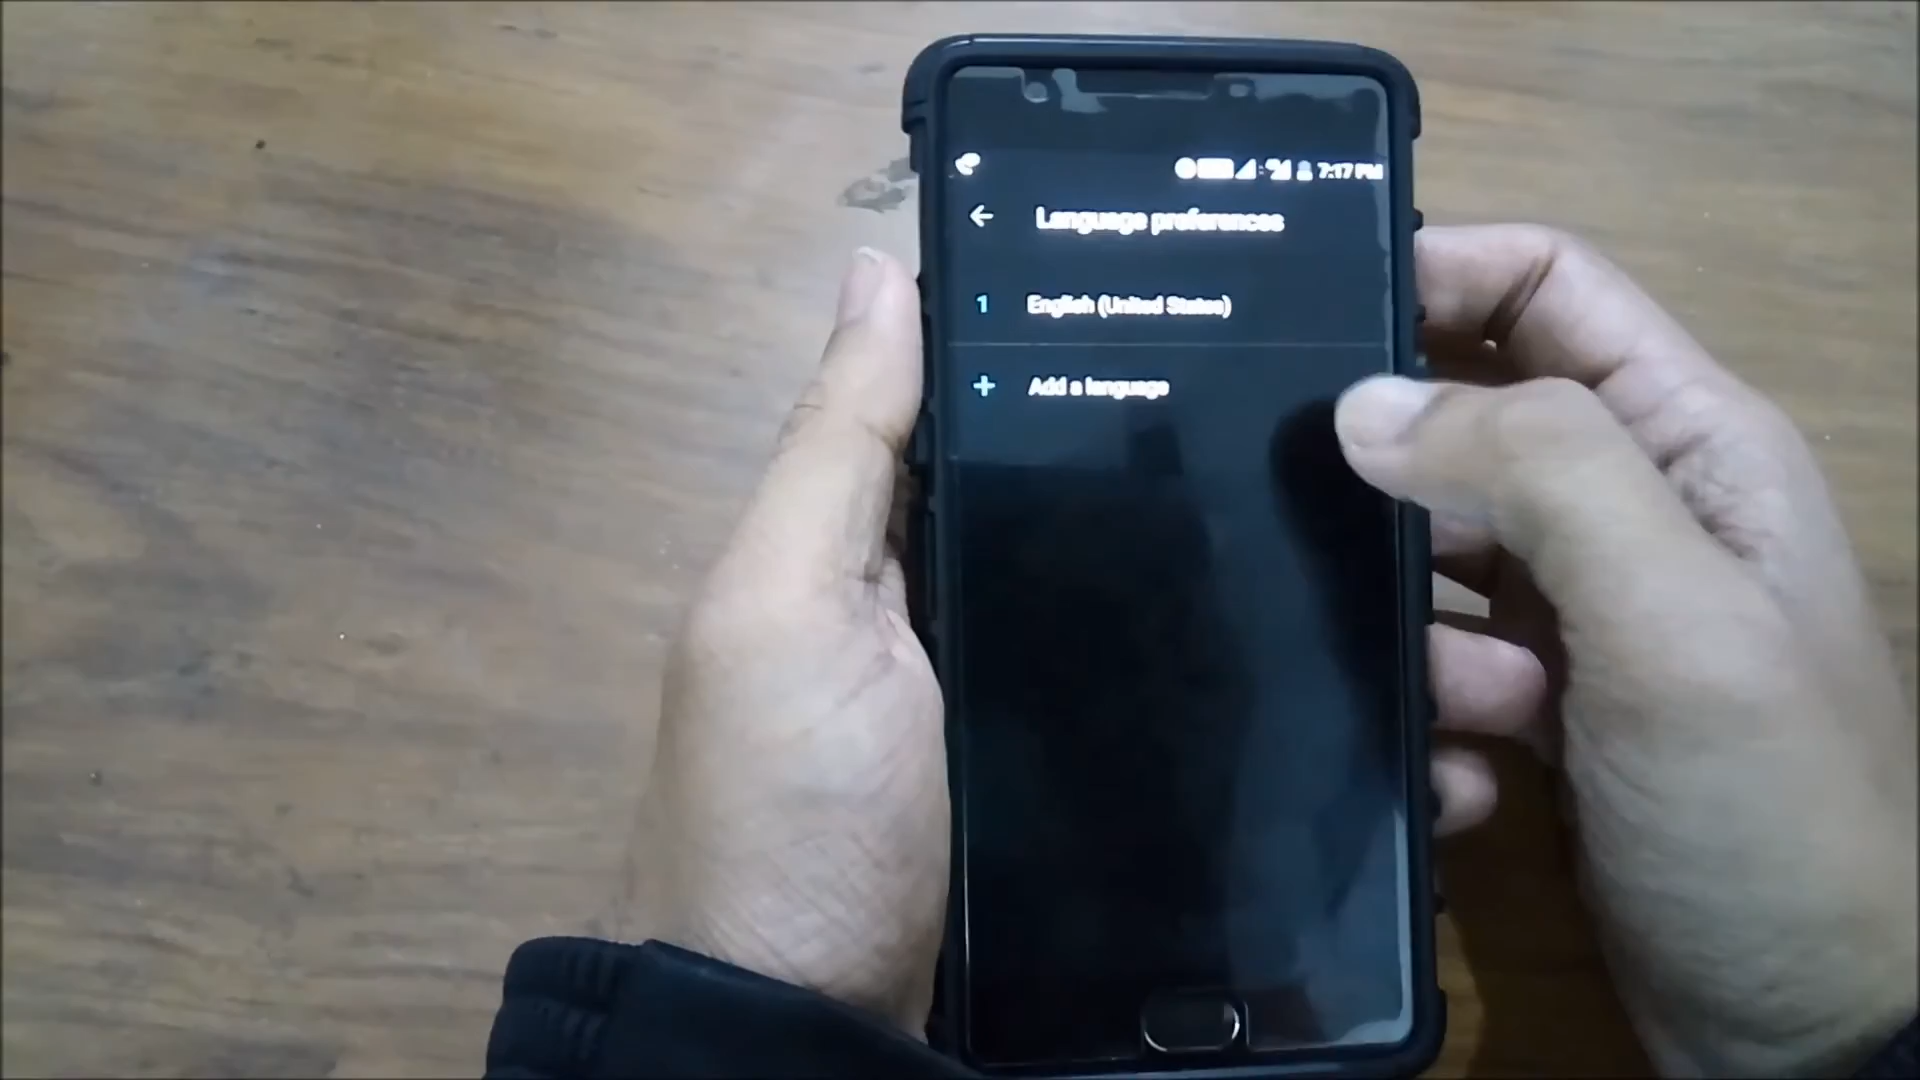 7:17 PM
Language preferences
1 English (United States)
+ Add a language